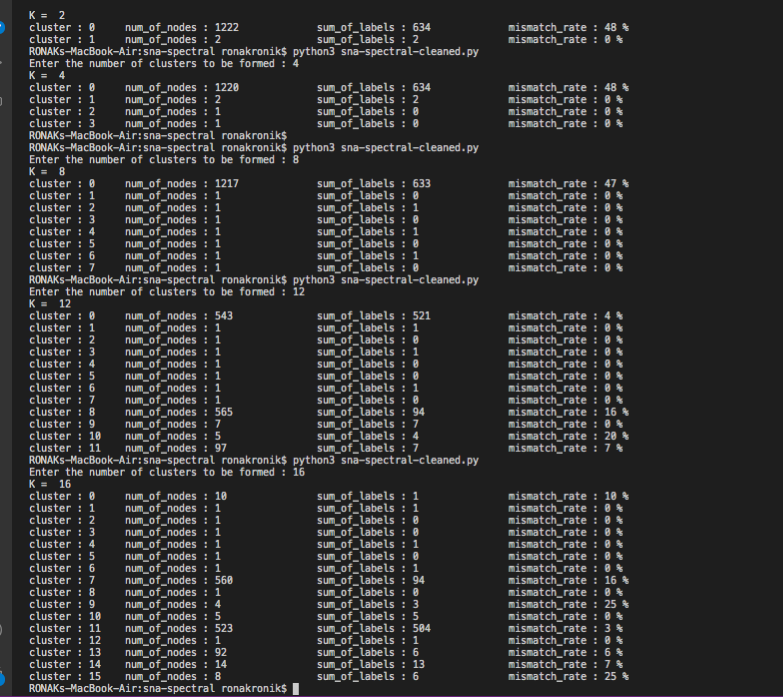 K =  2
cluster : 0    num_of_nodes : 1222    sum_of_labels : 634    mismatch_rate : 48 %
cluster : 1    num_of_nodes : 2    sum_of_labels : 2    mismatch_rate : 0 %
RONAKs-MacBook-Air:sna-spectral ronakronik$ python3 sna-spectral-cleaned.py
Enter the number of clusters to be formed : 4
K =  4
cluster : 0    num_of_nodes : 1220    sum_of_labels : 634    mismatch_rate : 48 %
cluster : 1    num_of_nodes : 2    sum_of_labels : 2    mismatch_rate : 0 %
cluster : 2    num_of_nodes : 1    sum_of_labels : 0    mismatch_rate : 0 %
cluster : 3    num_of_nodes : 1    sum_of_labels : 0    mismatch_rate : 0 %
RONAKs-MacBook-Air:sna-spectral ronakronik$
RONAKs-MacBook-Air:sna-spectral ronakronik$ python3 sna-spectral-cleaned.py
Enter the number of clusters to be formed : 8
K =  8
cluster : 0    num_of_nodes : 1217    sum_of_labels : 633    mismatch_rate : 47 %
cluster : 1    num_of_nodes : 1    sum_of_labels : 0    mismatch_rate : 0 %
cluster : 2    num_of_nodes : 1    sum_of_labels : 1    mismatch_rate : 0 %
cluster : 3    num_of_nodes : 1    sum_of_labels : 0    mismatch_rate : 0 %
cluster : 4    num_of_nodes : 1    sum_of_labels : 1    mismatch_rate : 0 %
cluster : 5    num_of_nodes : 1    sum_of_labels : 0    mismatch_rate : 0 %
cluster : 6    num_of_nodes : 1    sum_of_labels : 1    mismatch_rate : 0 %
cluster : 7    num_of_nodes : 1    sum_of_labels : 0    mismatch_rate : 0 %
RONAKs-MacBook-Air:sna-spectral ronakronik$ python3 sna-spectral-cleaned.py
Enter the number of clusters to be formed : 12
K =  12
cluster : 0    num_of_nodes : 543    sum_of_labels : 521    mismatch_rate : 4 %
cluster : 1    num_of_nodes : 1    sum_of_labels : 1    mismatch_rate : 0 %
cluster : 2    num_of_nodes : 1    sum_of_labels : 0    mismatch_rate : 0 %
cluster : 3    num_of_nodes : 1    sum_of_labels : 1    mismatch_rate : 0 %
cluster : 4    num_of_nodes : 1    sum_of_labels : 0    mismatch_rate : 0 %
cluster : 5    num_of_nodes : 1    sum_of_labels : 0    mismatch_rate : 0 %
cluster : 6    num_of_nodes : 1    sum_of_labels : 1    mismatch_rate : 0 %
cluster : 7    num_of_nodes : 1    sum_of_labels : 0    mismatch_rate : 0 %
cluster : 8    num_of_nodes : 565    sum_of_labels : 94    mismatch_rate : 16 %
cluster : 9    num_of_nodes : 7    sum_of_labels : 7    mismatch_rate : 0 %
cluster : 10    num_of_nodes : 5    sum_of_labels : 4    mismatch_rate : 20 %
cluster : 11    num_of_nodes : 97    sum_of_labels : 7    mismatch_rate : 7 %
RONAKs-MacBook-Air:sna-spectral ronakronik$ python3 sna-spectral-cleaned.py
Enter the number of clusters to be formed : 16
K =  16
cluster : 0    num_of_nodes : 10    sum_of_labels : 1    mismatch_rate : 10 %
cluster : 1    num_of_nodes : 1    sum_of_labels : 1    mismatch_rate : 0 %
cluster : 2    num_of_nodes : 1    sum_of_labels : 0    mismatch_rate : 0 %
cluster : 3    num_of_nodes : 1    sum_of_labels : 0    mismatch_rate : 0 %
cluster : 4    num_of_nodes : 1    sum_of_labels : 1    mismatch_rate : 0 %
cluster : 5    num_of_nodes : 1    sum_of_labels : 0    mismatch_rate : 0 %
cluster : 6    num_of_nodes : 1    sum_of_labels : 1    mismatch_rate : 0 %
cluster : 7    num_of_nodes : 560    sum_of_labels : 94    mismatch_rate : 16 %
cluster : 8    num_of_nodes : 1    sum_of_labels : 0    mismatch_rate : 0 %
cluster : 9    num_of_nodes : 4    sum_of_labels : 3    mismatch_rate : 25 %
cluster : 10    num_of_nodes : 5    sum_of_labels : 5    mismatch_rate : 0 %
cluster : 11    num_of_nodes : 523    sum_of_labels : 504    mismatch_rate : 3 %
cluster : 12    num_of_nodes : 1    sum_of_labels : 1    mismatch_rate : 0 %
cluster : 13    num_of_nodes : 92    sum_of_labels : 6    mismatch_rate : 6 %
cluster : 14    num_of_nodes : 14    sum_of_labels : 13    mismatch_rate : 7 %
cluster : 15    num_of_nodes : 8    sum_of_labels : 6    mismatch_rate : 25 %
RONAKs-MacBook-Air:sna-spectral ronakronik$